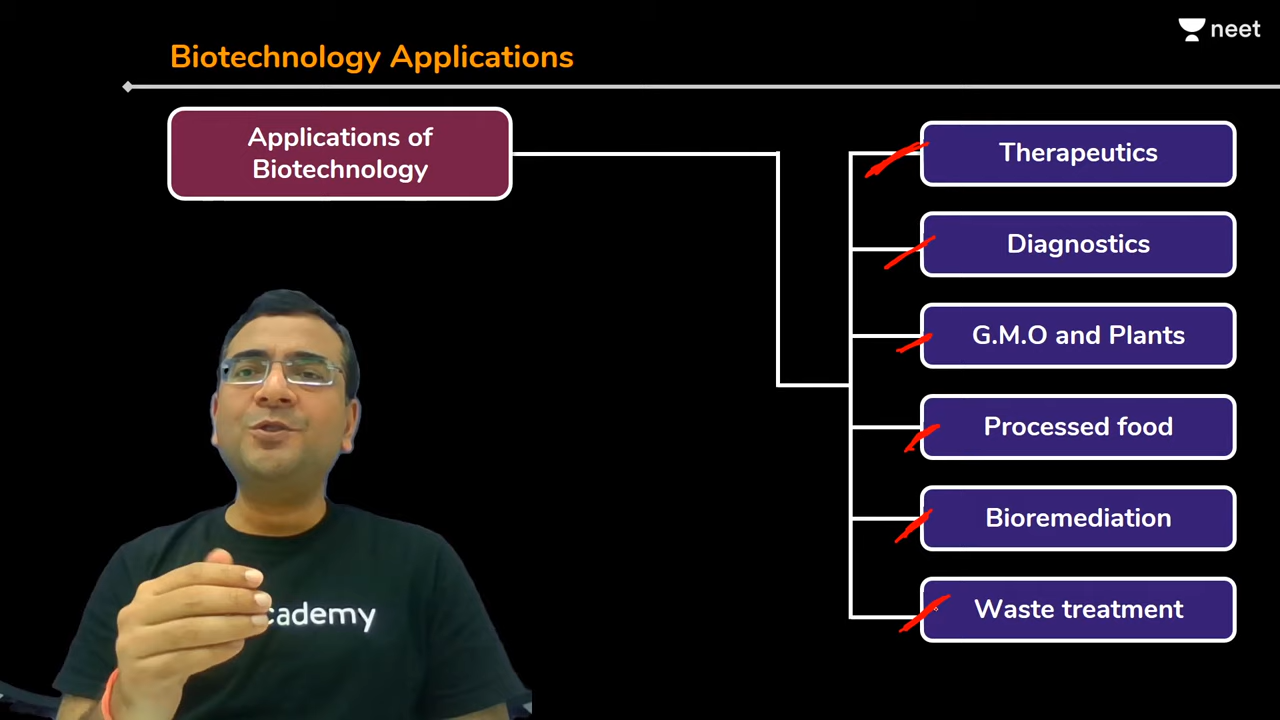 neet
Biotechnology Applications
Applications of
Biotechnology
Therapeutics
Diagnostics
G.M.O and Plants
Processed food
Bioremediation
Waste treatment
cademy